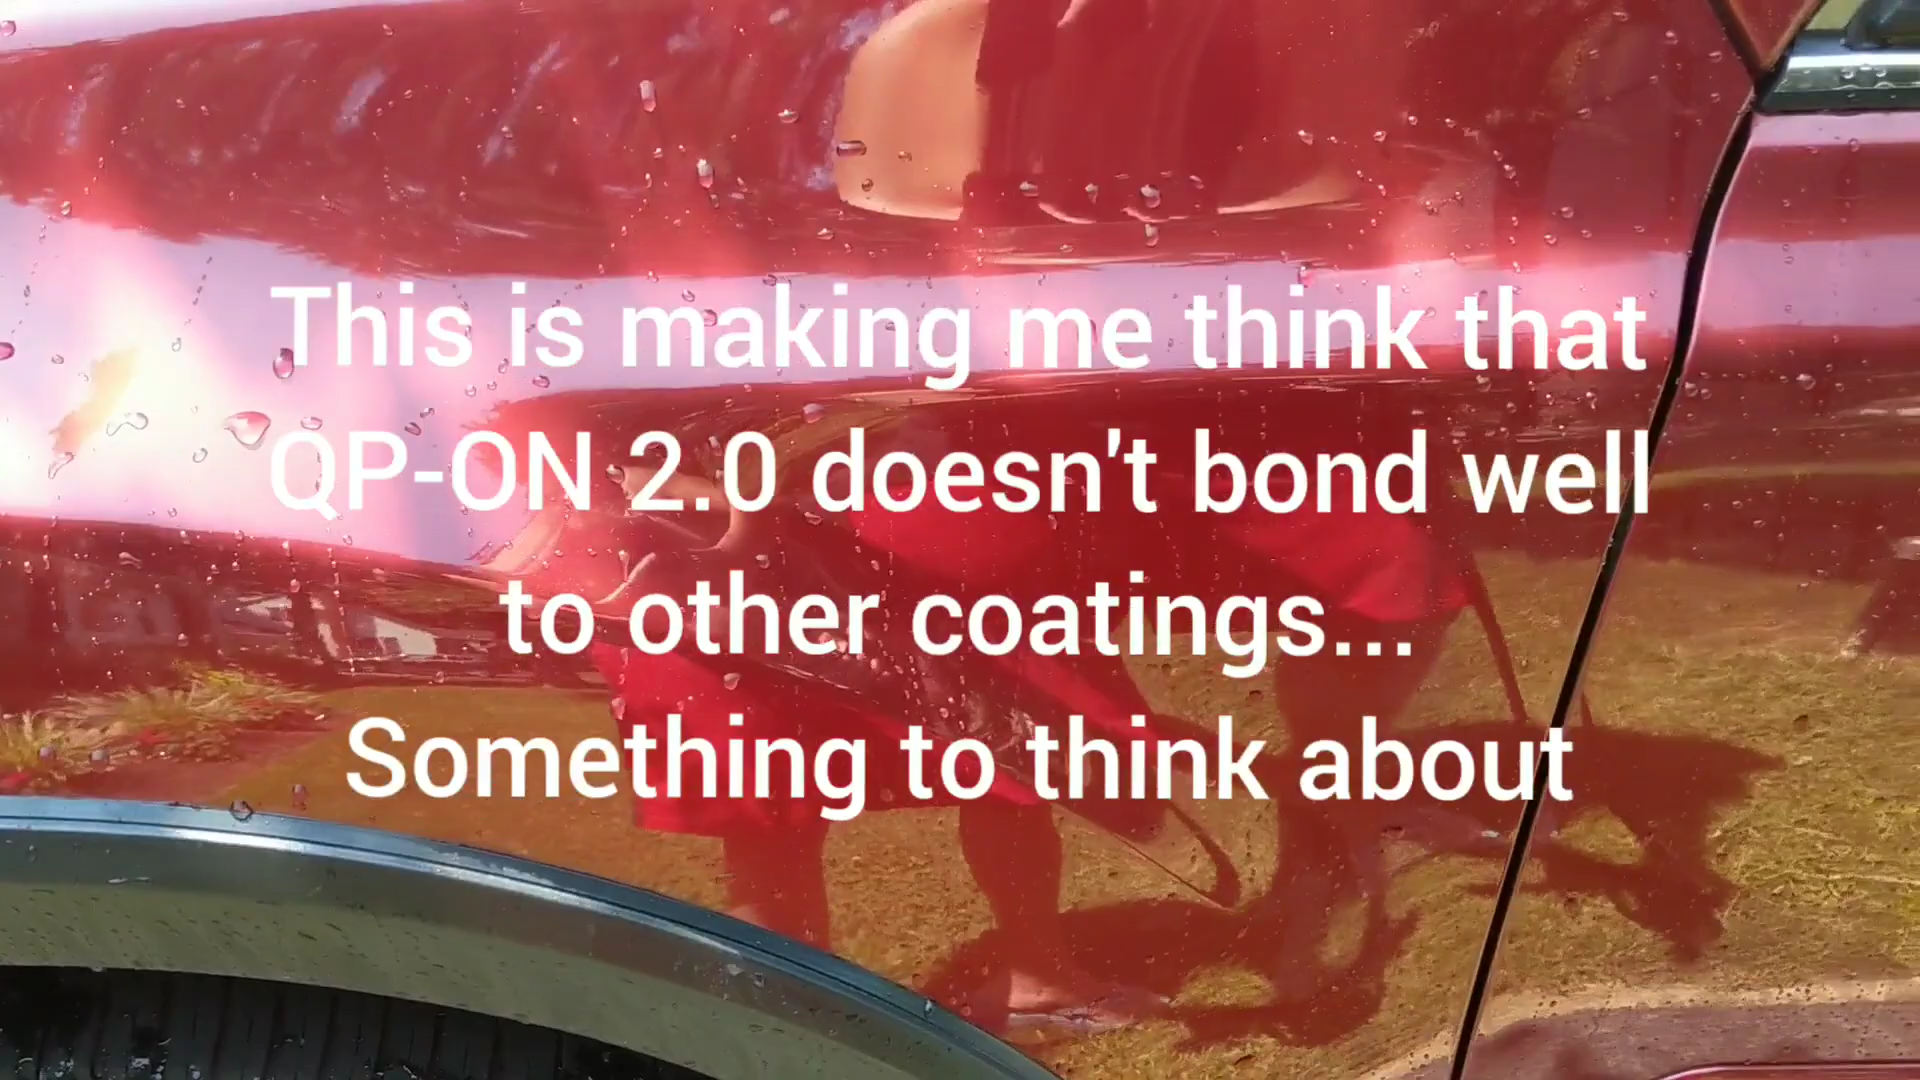 This is making me think that
QP-ON 2.0 doesn't bond well
to other coatings...
Something to think about